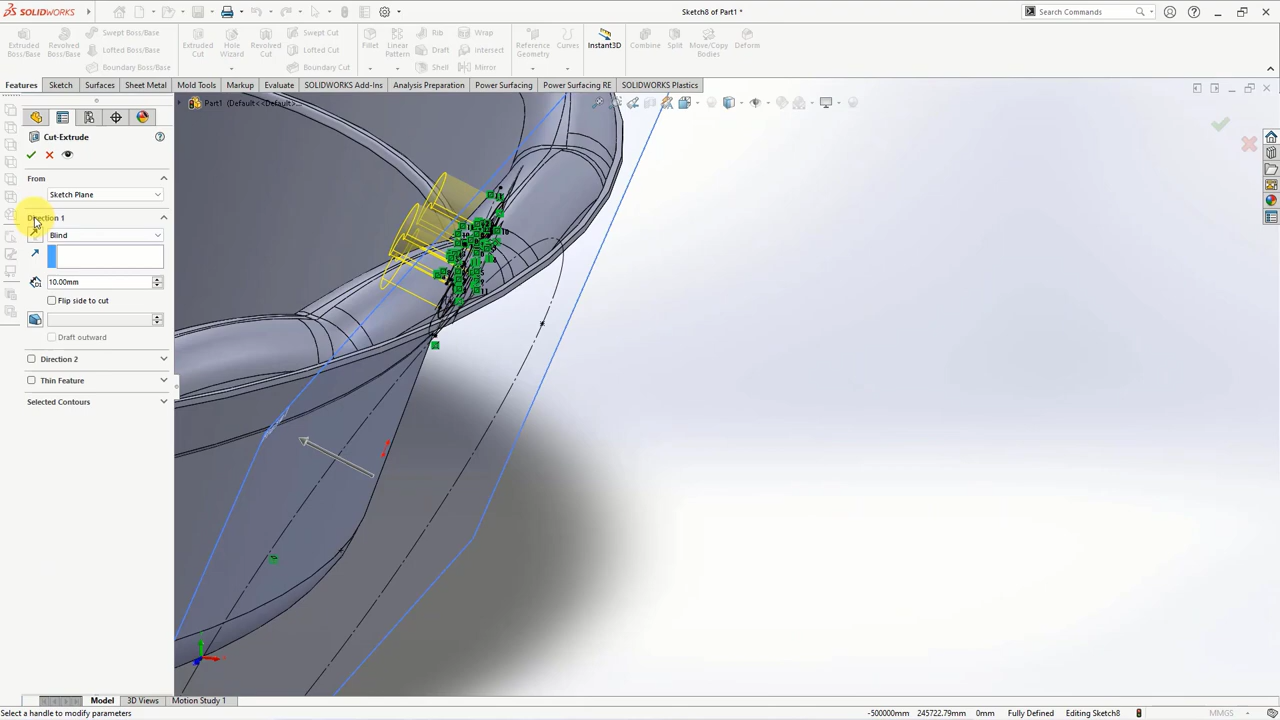 SOLIDWORKS
Sketch8 of Part1 *
Search Commands
Extruded Boss/Base
Revolved Boss/Base
Swept Boss/Base
Lofted Boss/Base
Boundary Boss/Base
Extruded Cut
Hole Wizard
Revolved Cut
Swept Cut
Lofted Cut
Boundary Cut
Fillet
Linear Pattern
Rib
Draft
Shell
Wrap
Intersect
Mirror
Reference Geometry
Curves
Instant3D
Combine
Split
Move/Copy Bodies
Deform
Features
Sketch
Surfaces
Sheet Metal
Mold Tools
Markup
Evaluate
SOLIDWORKS Add-Ins
Analysis Preparation
Power Surfacing
Power Surfacing RE
SOLIDWORKS Plastics
Part1 (Default<<Default>...
Cut-Extrude
From
Sketch Plane
Direction 1
Blind
10.00mm
Flip side to cut
Draft outward
Direction 2
Thin Feature
Selected Contours
Model
3D Views
Motion Study 1
Select a handle to modify parameters
-500000mm
245722.79mm
0mm
Fully Defined
Editing Sketch8
MMGS